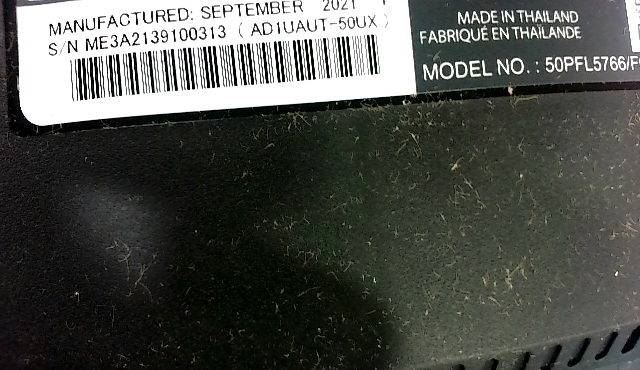 MANUFACTURED: SEPTEMBER 2021
S/N ME3A2139100313 ( AD1UAUT-50UX )
MADE IN THAILAND
FABRIQUÉ EN THAÏLANDE
MODEL NO. : 50PFL5766/F